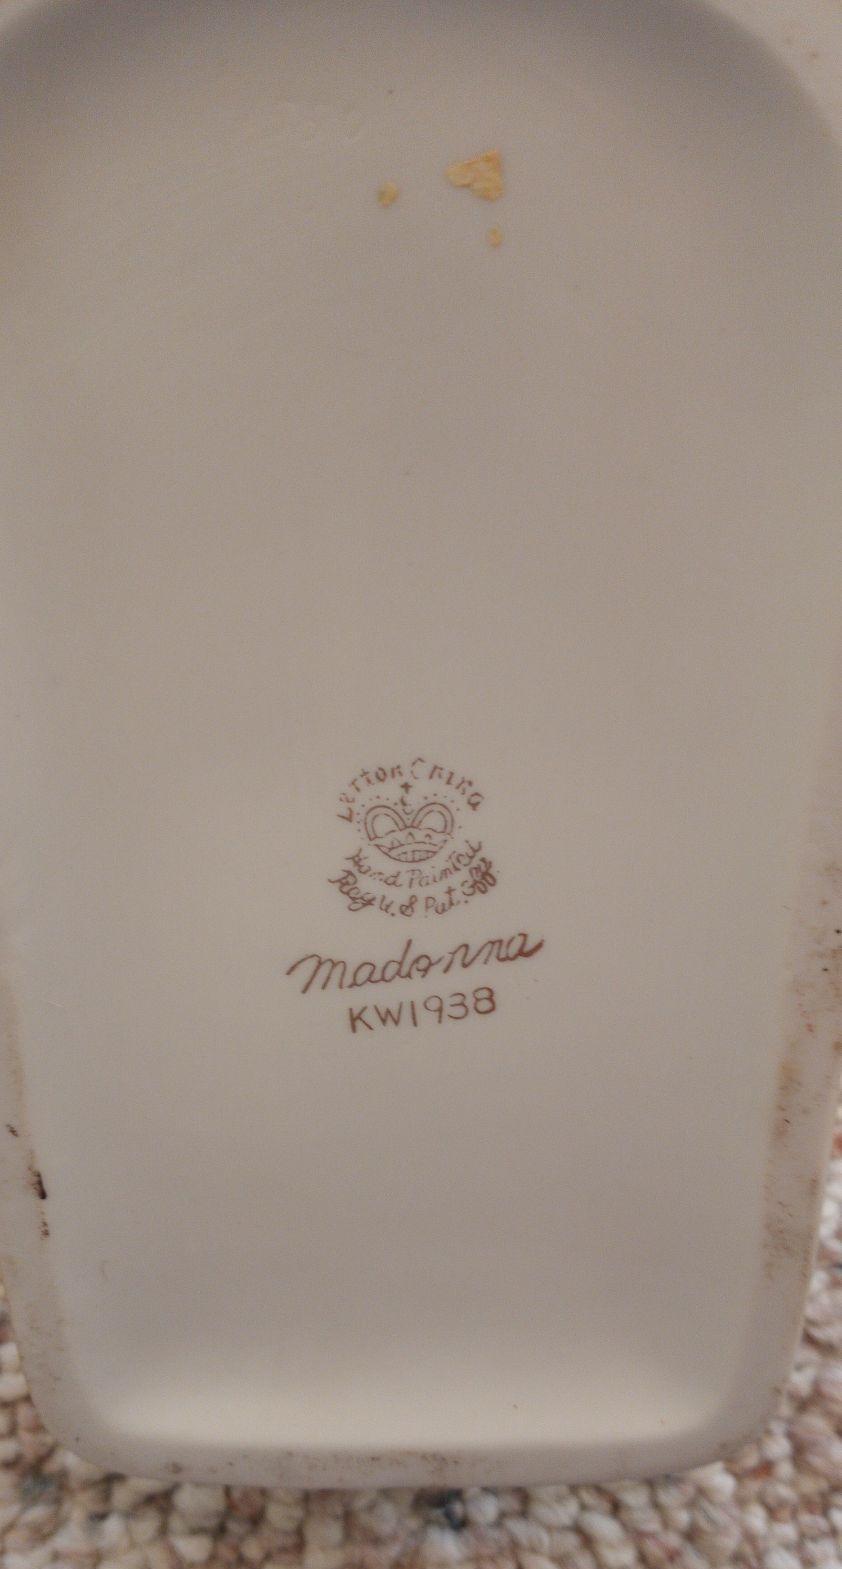 Lefton China
Hand Painted
Reg U.S Pat. Off.
Madonna
KW1938